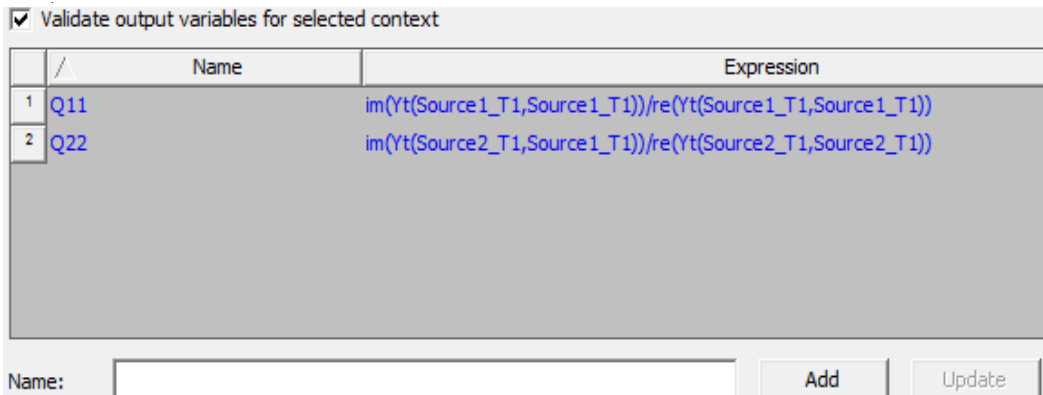 Validate output variables for selected context
/ Name Expression
1 Q11 im(Yt(Source1_T1,Source1_T1))/re(Yt(Source1_T1,Source1_T1))
2 Q22 im(Yt(Source2_T1,Source1_T1))/re(Yt(Source2_T1,Source2_T1))
Name: Add Update